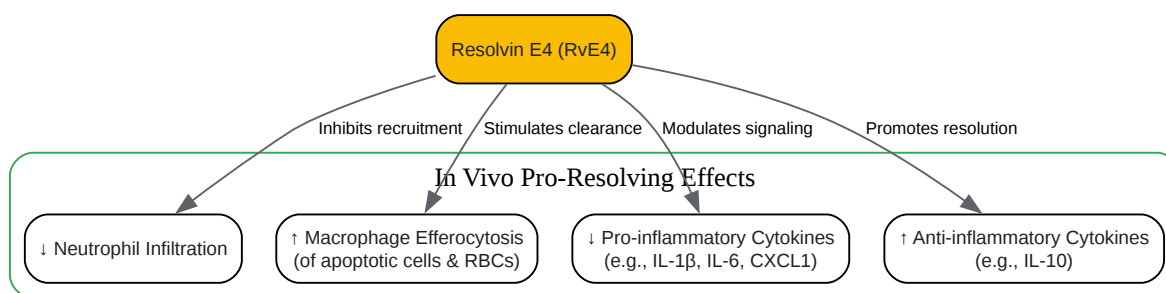 Resolvin E4 (RvE4)
Inhibits recruitment
Stimulates clearance
Modulates signaling
Promotes resolution
In Vivo Pro-Resolving Effects
↓ Neutrophil Infiltration
↑ Macrophage Efferocytosis
(of apoptotic cells & RBCs)
↓ Pro-inflammatory Cytokines
(e.g., IL-1β, IL-6, CXCL1)
↑ Anti-inflammatory Cytokines
(e.g., IL-10)